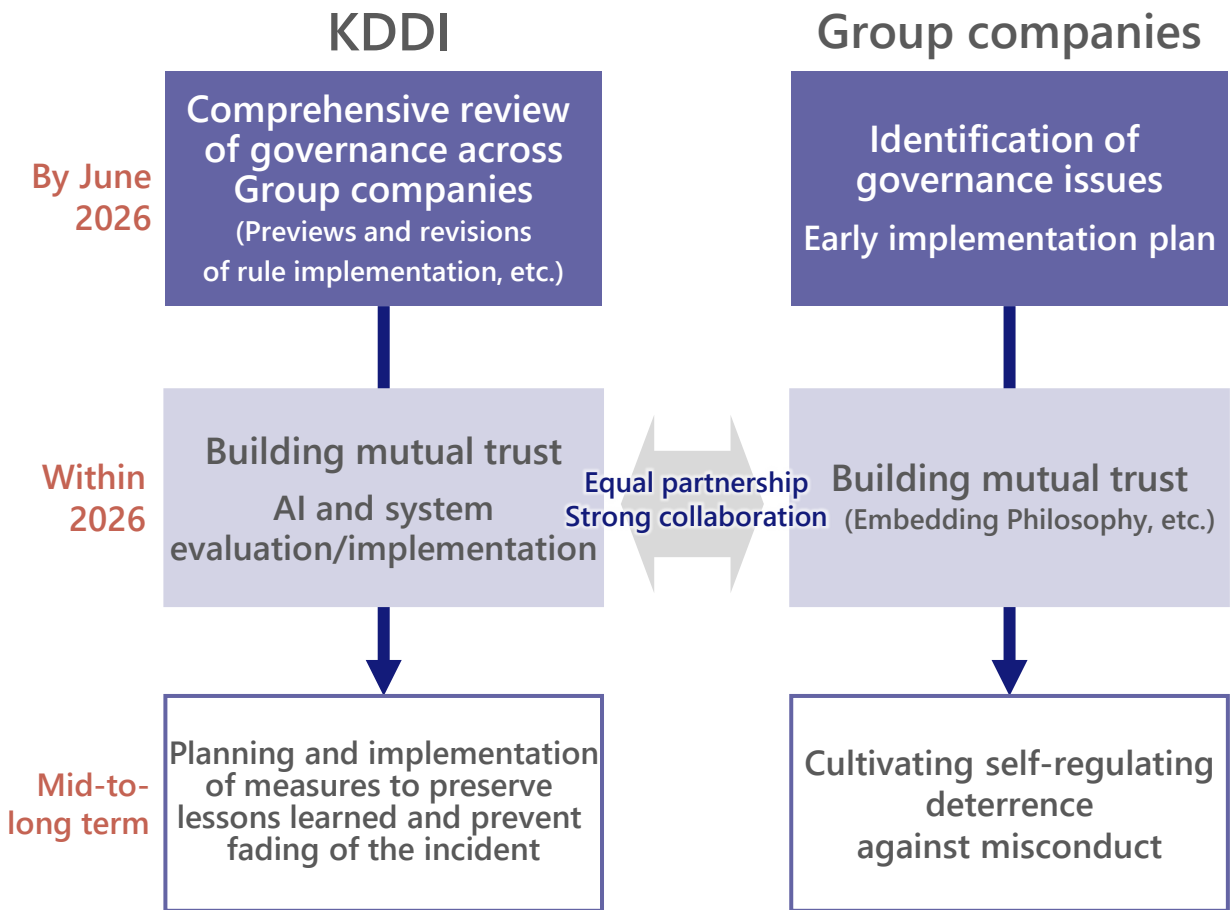 KDDI
Group companies
By June
2026
Comprehensive review
of governance across
Group companies
(Previews and revisions
of rule implementation, etc.)
Identification of
governance issues
Early implementation plan
Within
2026
Building mutual trust
AI and system
evaluation/implementation
Equal partnership
Strong collaboration
Building mutual trust
(Embedding Philosophy, etc.)
Mid-to-
long term
Planning and implementation
of measures to preserve
lessons learned and prevent
fading of the incident
Cultivating self-regulating
deterrence
against misconduct